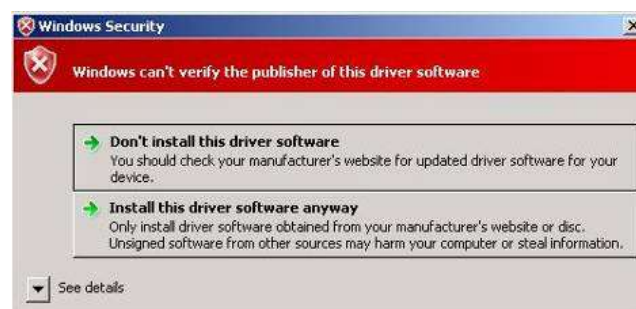 Windows Security
Windows can't verify the publisher of this driver software
Don't install this driver software
You should check your manufacturer's website for updated driver software for your
device.
Install this driver software anyway
Only install driver software obtained from your manufacturer's website or disc.
Unsigned software from other sources may harm your computer or steal information.
See details